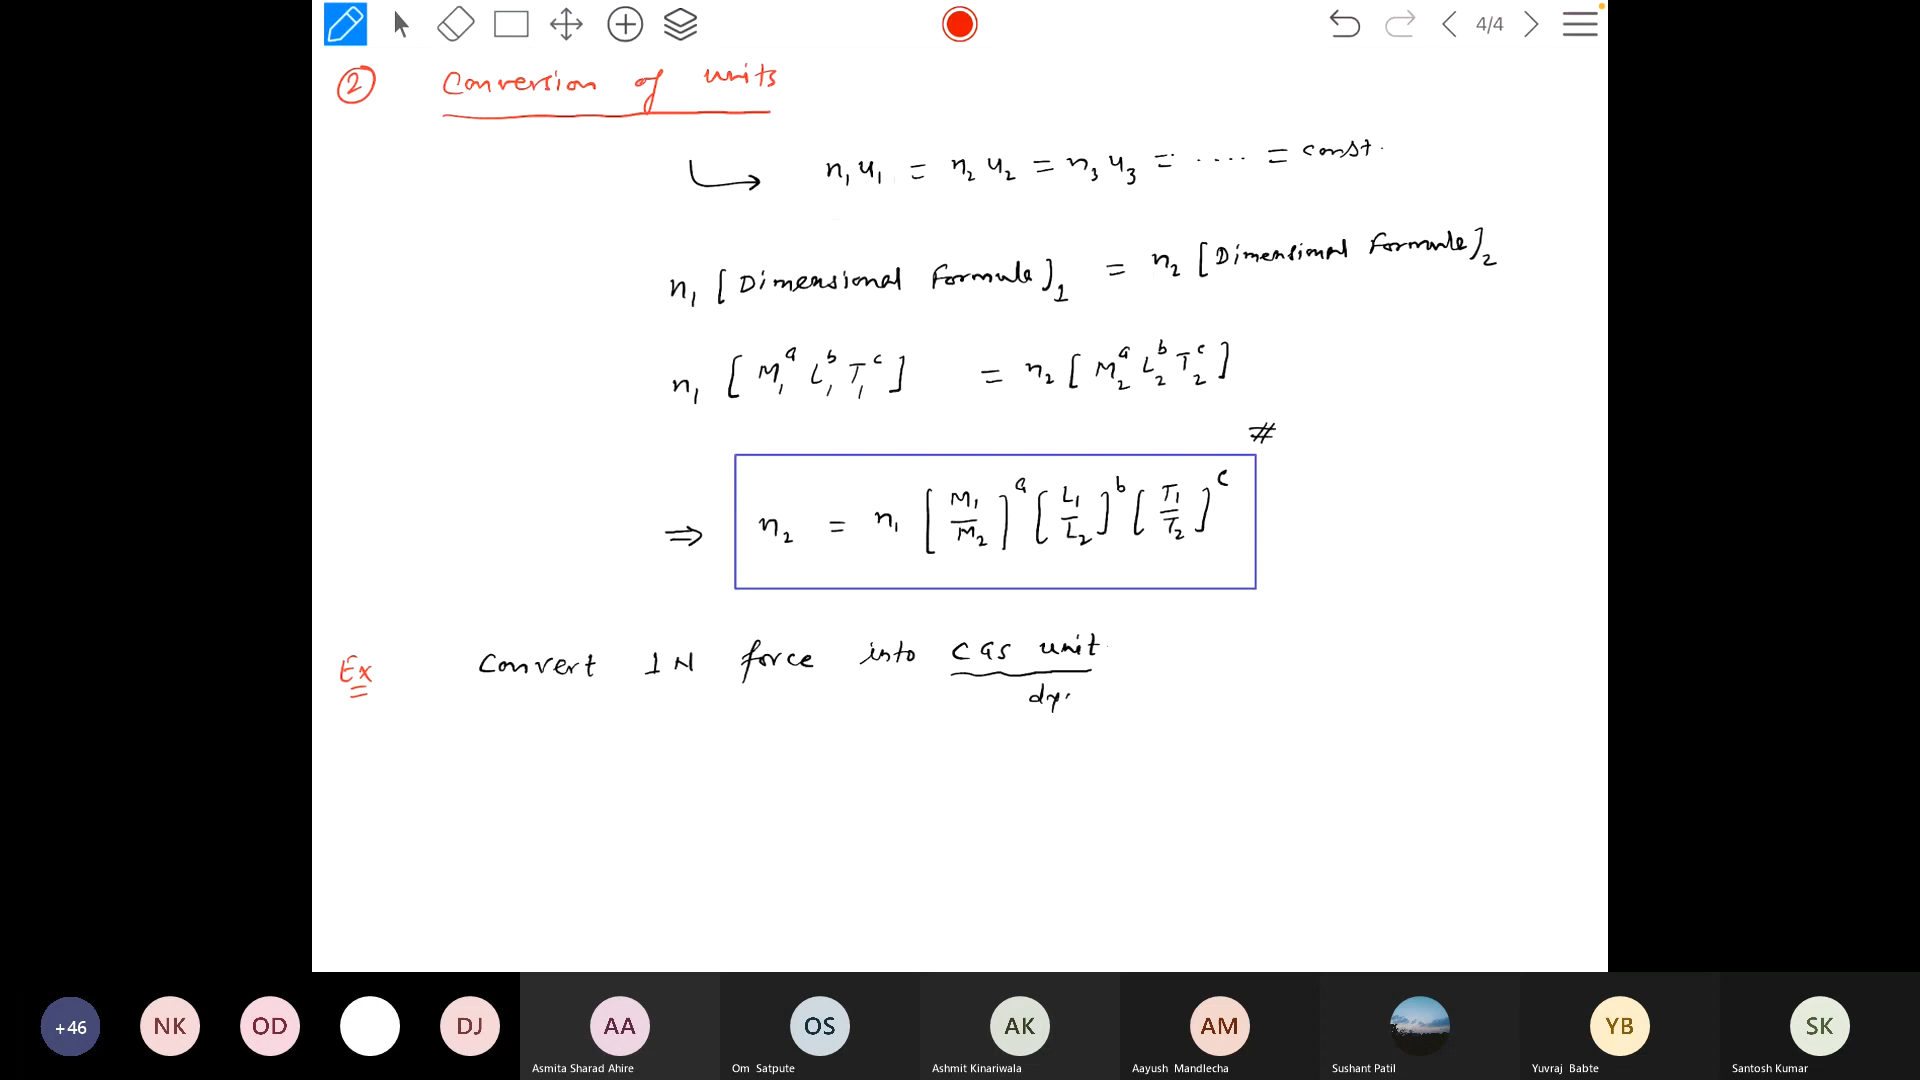 4/4
② Conversion of units
n₁u₁ = n₂u₂ = n₃u₃ = ..... = const.
n₁ [Dimensional Formula]₁ = n₂ [Dimensional Formula]₂
n₁ [M₁ᵃ L₁ᵇ T₁ᶜ] = n₂ [M₂ᵃ L₂ᵇ T₂ᶜ]
#
⇒ n₂ = n₁ [M₁/M₂]ᵃ [L₁/L₂]ᵇ [T₁/T₂]ᶜ
Ex Convert 1N force into CGS unit.
dy
+46 NK OD DJ AA OS AK AM YB SK
Asmita Sharad Ahire Om Satpute Ashmit Kinariwala Aayush Mandlecha Sushant Patil Yuvraj Babte Santosh Kumar